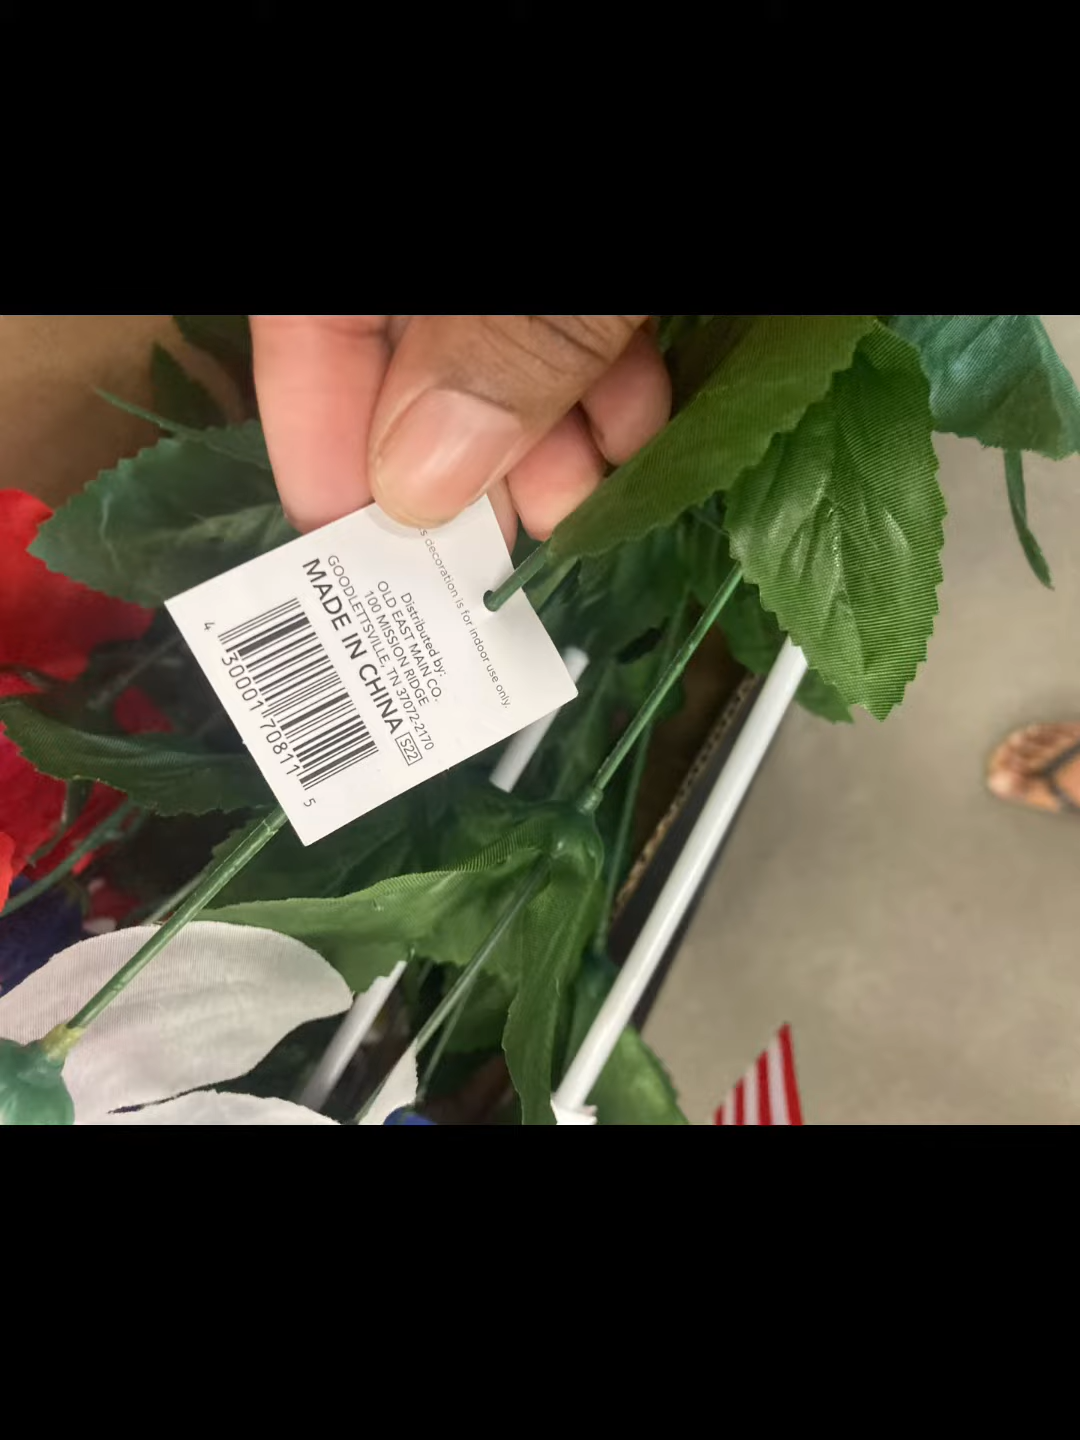 s decoration is for indoor use only.
Distributed by:
OLD EAST MAIN CO.
100 MISSION RIDGE
GOODLETTSVILLE, TN 37072-2170
MADE IN CHINA S22
4 30001 70811 5